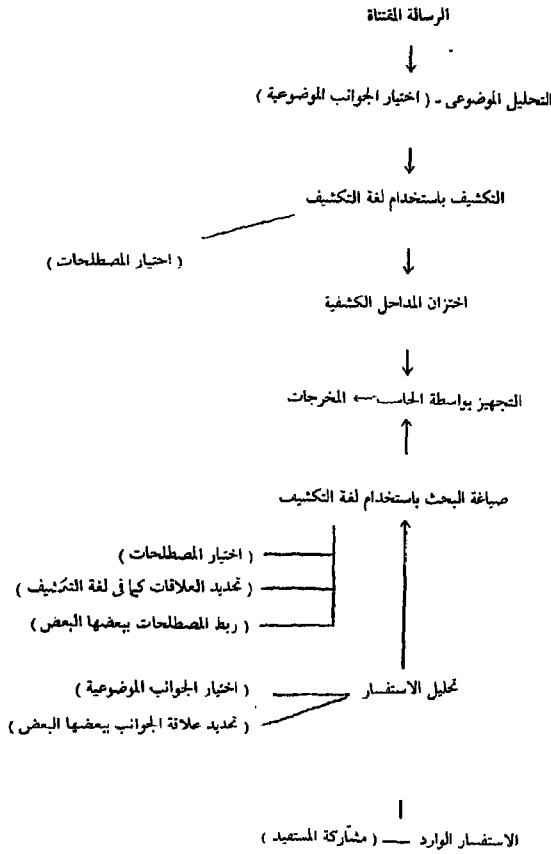 الرسالة المقتناة
التحليل الموضوعى - ( اختيار الجوانب الموضوعية )
التكشيف باستخدام لغة التكشيف
( اختيار المصطلحات )
اختزان المداخل الكشفية
التجهيز بواسطة الحاسب ← المخرجات
صياغة البحث باستخدام لغة التكشيف
( اختيار المصطلحات )
( تحديد العلاقات كما فى لغة التكشيف )
( ربط المصطلحات ببعضها البعض )
تحليل الاستفسار
( اختيار الجوانب الموضوعية )
( تحديد علاقة الجوانب ببعضها البعض )
الاستفسار الوارد — ( مشاركة المستفيد )